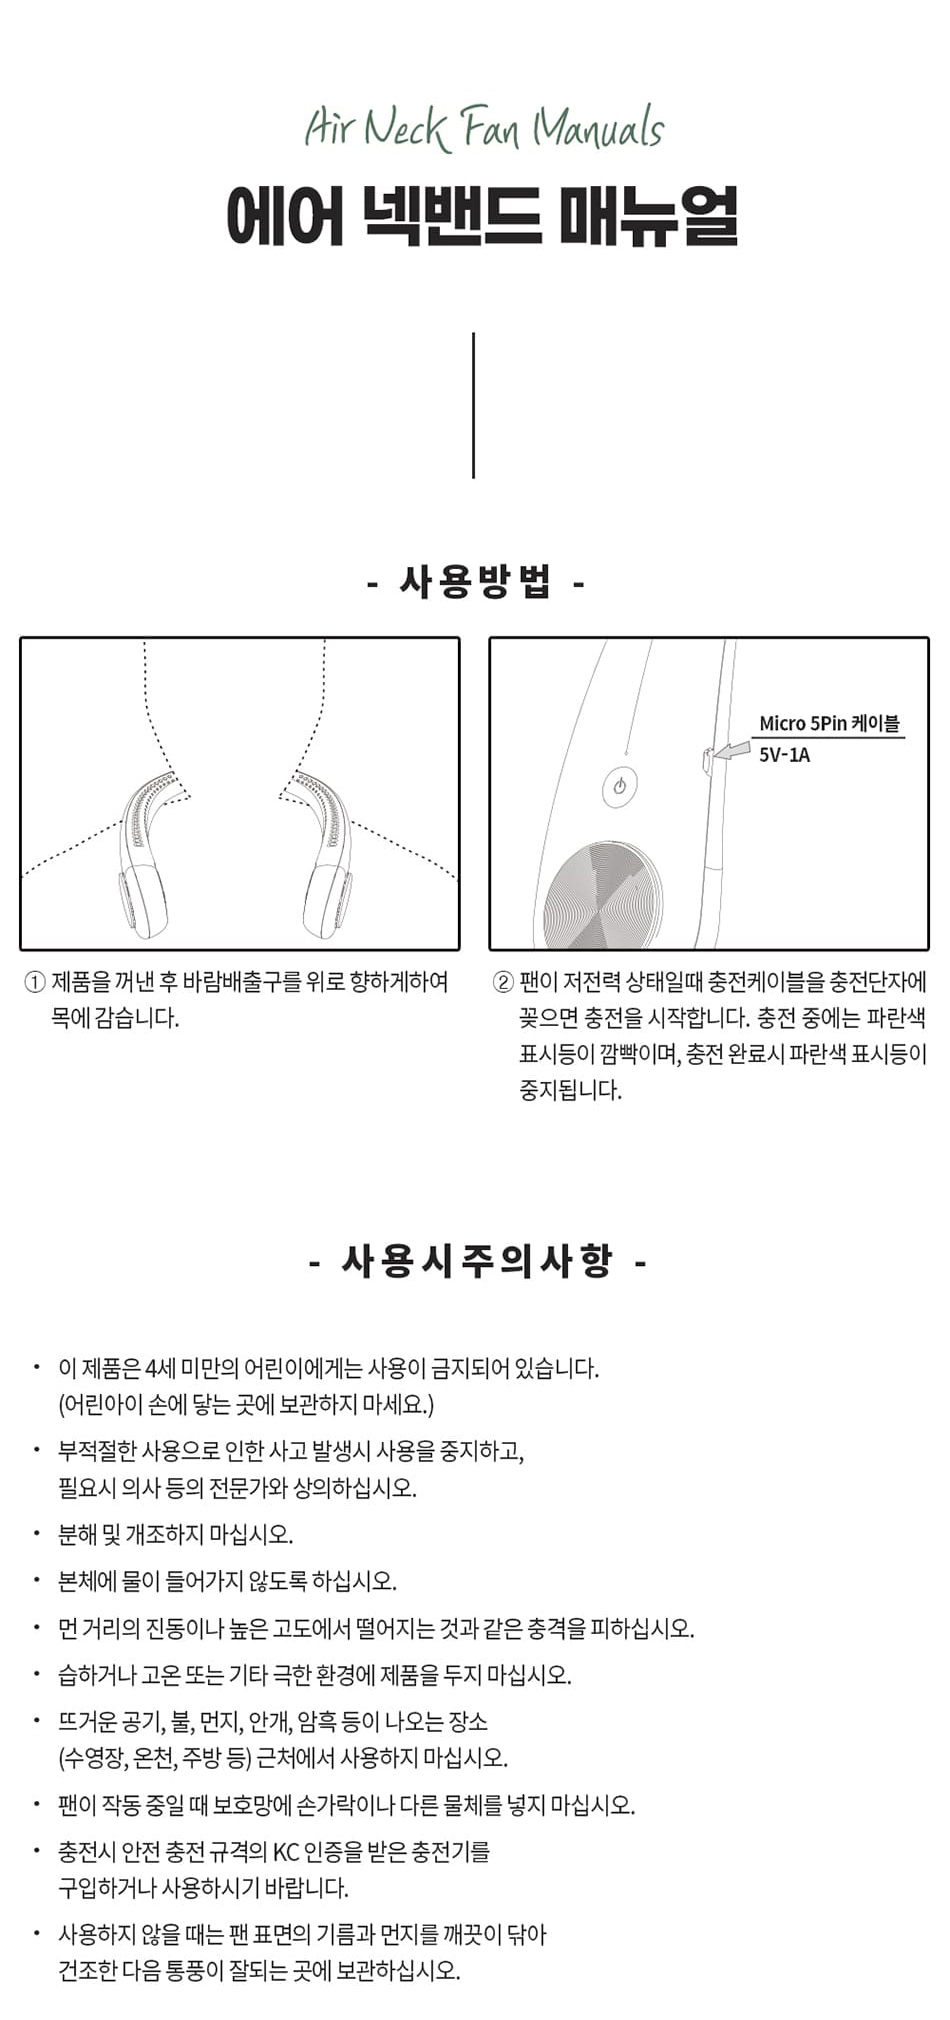 Air Neck Fan Manuals
에어 넥밴드 매뉴얼
- 사용방법 -
Micro 5Pin 케이블
5V-1A
① 제품을 꺼낸 후 바람배출구를 위로 향하게하여
목에 감습니다.
② 팬이 저전력 상태일때 충전케이블을 충전단자에
꽂으면 충전을 시작합니다. 충전 중에는 파란색
표시등이 깜빡이며, 충전 완료시 파란색 표시등이
중지됩니다.
- 사용시주의사항 -
• 이 제품은 4세 미만의 어린이에게는 사용이 금지되어 있습니다.
(어린아이 손에 닿는 곳에 보관하지 마세요.)
• 부적절한 사용으로 인한 사고 발생시 사용을 중지하고,
필요시 의사 등의 전문가와 상의하십시오.
• 분해 및 개조하지 마십시오.
• 본체에 물이 들어가지 않도록 하십시오.
• 먼 거리의 진동이나 높은 고도에서 떨어지는 것과 같은 충격을 피하십시오.
• 습하거나 고온 또는 기타 극한 환경에 제품을 두지 마십시오.
• 뜨거운 공기, 불, 먼지, 안개, 암흑 등이 나오는 장소
(수영장, 온천, 주방 등) 근처에서 사용하지 마십시오.
• 팬이 작동 중일 때 보호망에 손가락이나 다른 물체를 넣지 마십시오.
• 충전시 안전 충전 규격의 KC 인증을 받은 충전기를
구입하거나 사용하시기 바랍니다.
• 사용하지 않을 때는 팬 표면의 기름과 먼지를 깨끗이 닦아
건조한 다음 통풍이 잘되는 곳에 보관하십시오.